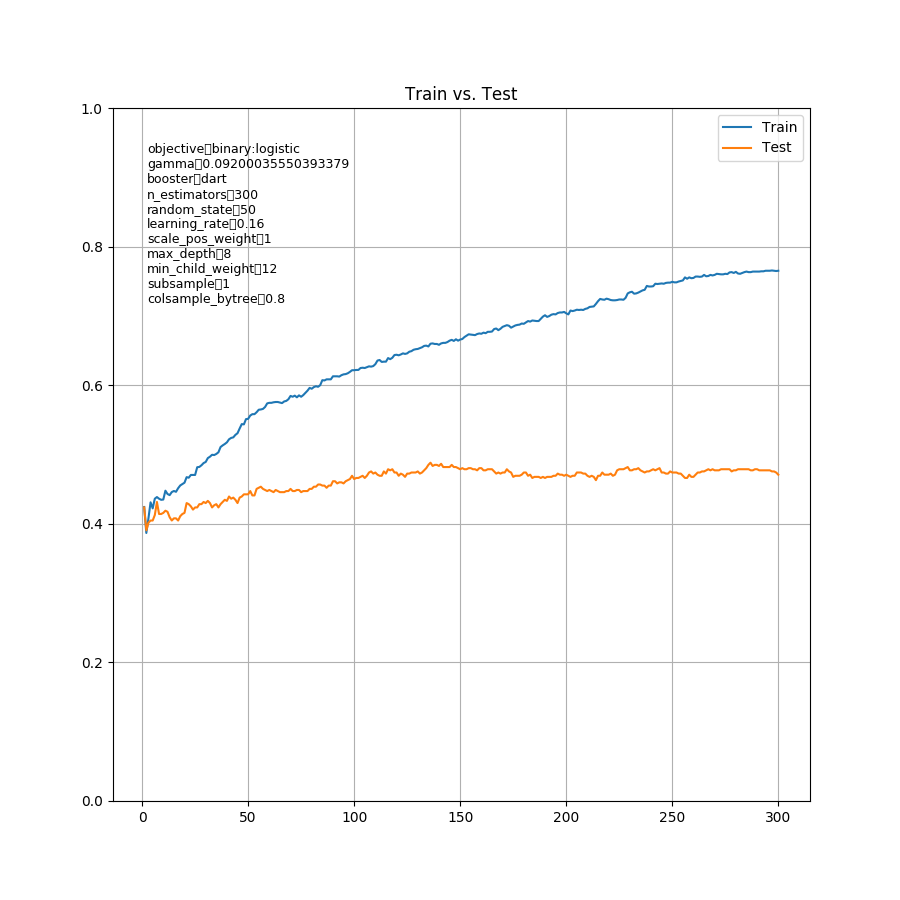 Train vs. Test
1.0
0.8
0.6
0.4
0.2
0.0
objective▯binary:logistic
gamma▯0.09200035550393379
booster▯dart
n_estimators▯300
random_state▯50
learning_rate▯0.16
scale_pos_weight▯1
max_depth▯8
min_child_weight▯12
subsample▯1
colsample_bytree▯0.8
Train
Test
0 50 100 150 200 250 300